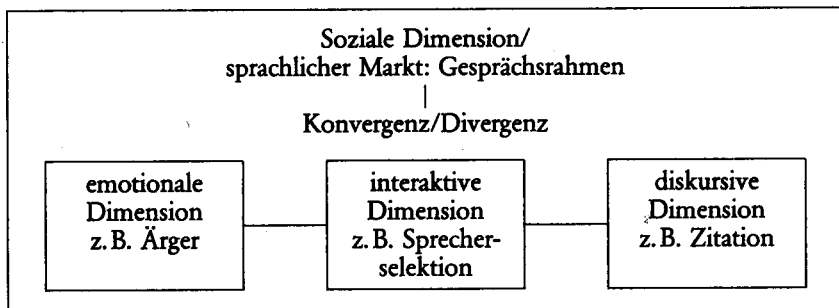 Soziale Dimension/
sprachlicher Markt: Gesprächsrahmen
Konvergenz/Divergenz
emotionale
Dimension
z. B. Ärger
interaktive
Dimension
z. B. Sprecher-
selektion
diskursive
Dimension
z. B. Zitation